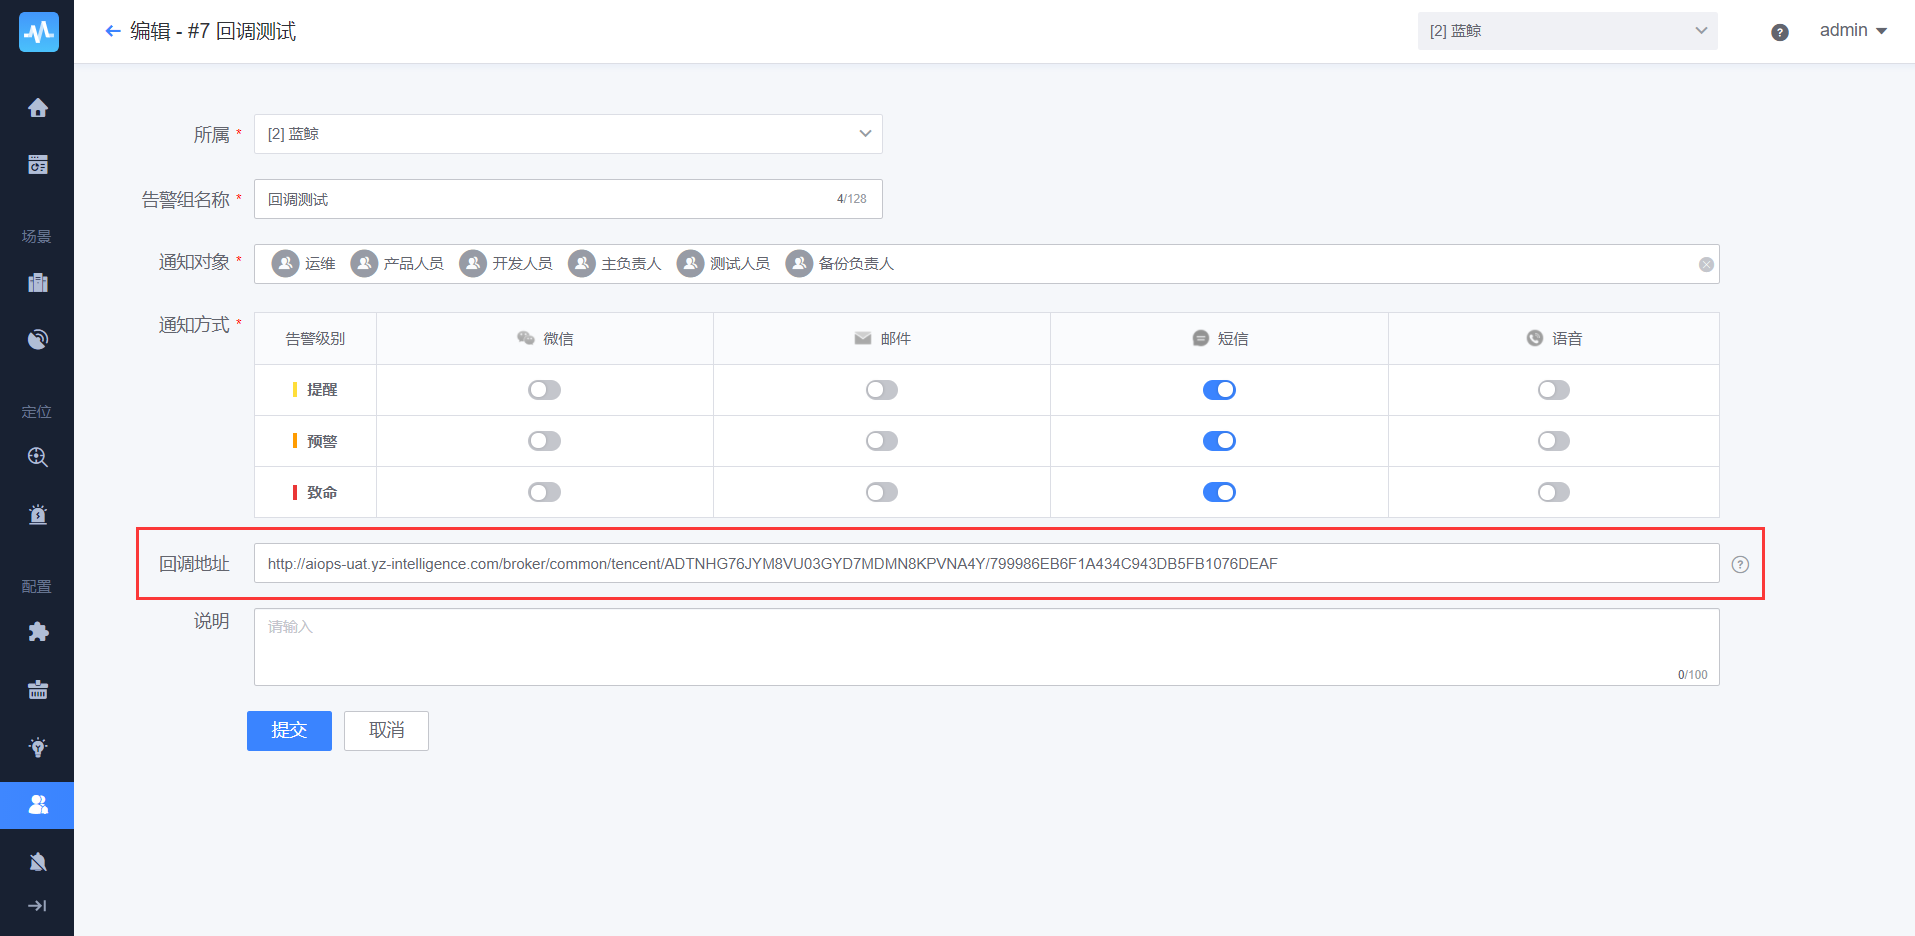 编辑 - #7 回调测试
[2] 蓝鲸
admin
场景
定位
配置
所属 *
[2] 蓝鲸
告警组名称 *
回调测试
4/128
通知对象 *
运维 产品人员 开发人员 主负责人 测试人员 备份负责人
通知方式 *
告警级别 微信 邮件 短信 语音
提醒
预警
致命
回调地址
http://aiops-uat.yz-intelligence.com/broker/common/tencent/ADTNHG76JYM8VU03GYD7MDMN8KPVNA4Y/799986EB6F1A434C943DB5FB1076DEAF
说明
请输入
0/100
提交 取消